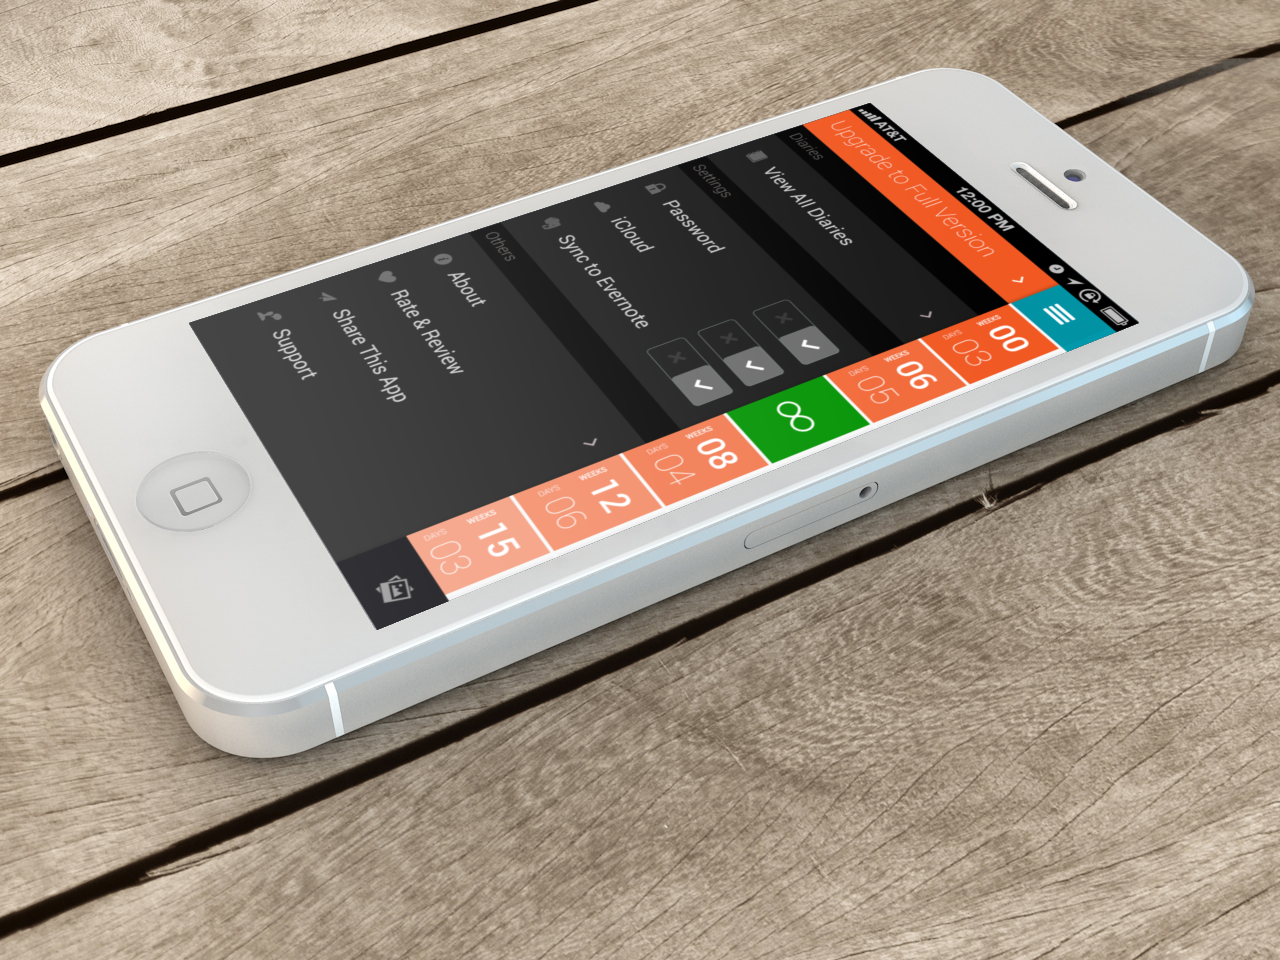 AT&T 12:00 PM
Upgrade to Full Version
Diaries
View All Diaries
Settings
Password
iCloud
Sync to Evernote
Others
About
Rate & Review
Share This App
Support
00 WEEKS
03 DAYS
06 WEEKS
05 DAYS
∞
08 WEEKS
04 DAYS
12 WEEKS
06 DAYS
15 WEEKS
03 DAYS